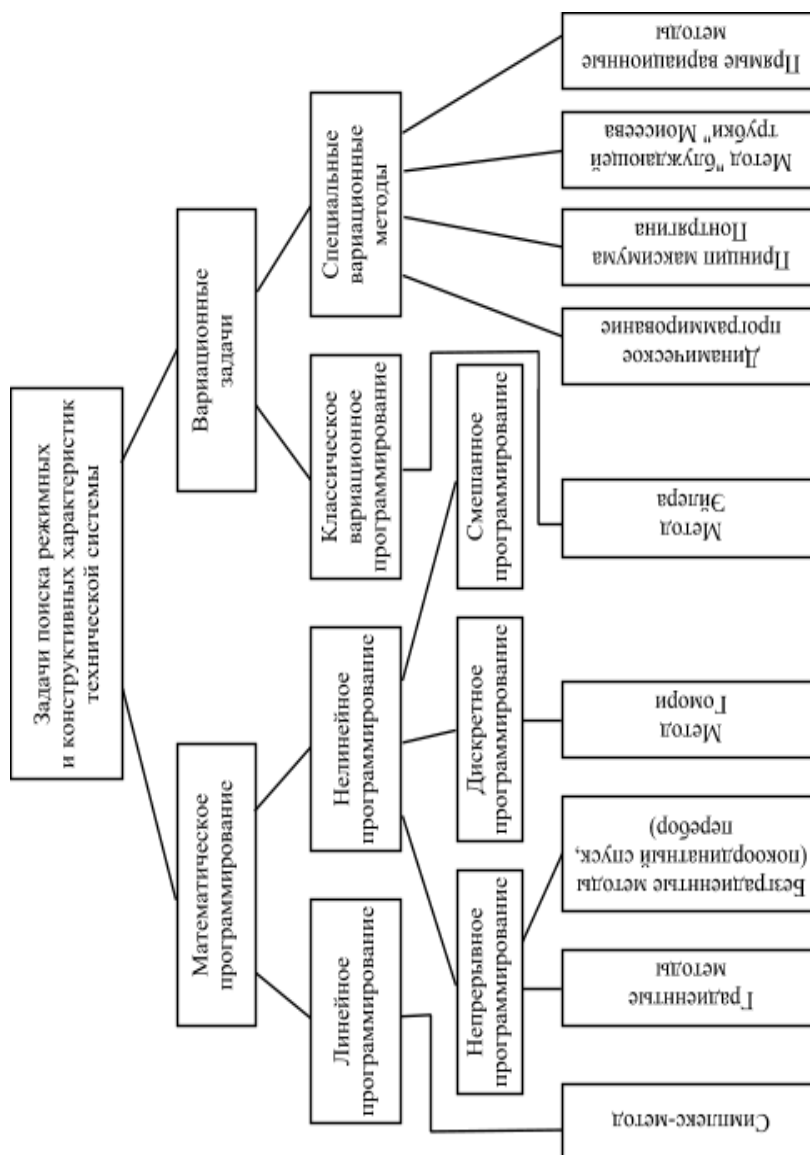 Задачи поиска режимных
и конструктивных характеристик
технической системы
Математическое
программирование
Вариационные
задачи
Линейное
программирование
Нелинейное
программирование
Классическое
вариационное
программирование
Специальные
вариационные
методы
Непрерывное
программирование
Дискретное
программирование
Смешанное
программирование
Симплекс-метод
Градиеннтые
методы
Безградиеннтые методы
(покоординатный спуск,
перебор)
Метод
Гомори
Метод
Эйлера
Динамическое
программирование
Принцип максимума
Понтрягина
Метод "блуждающей
трубки" Моисеева
Прямые вариационные
методы